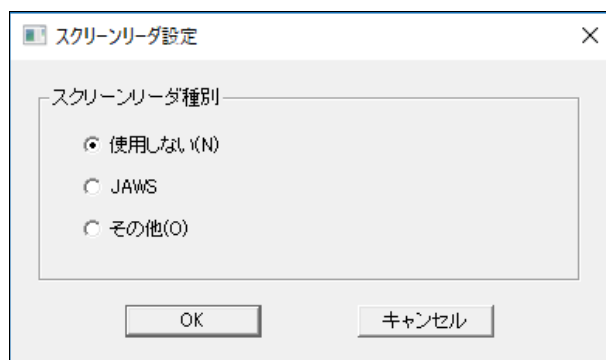 スクリーンリーダ設定
スクリーンリーダ種別
使用しない(N)
JAWS
その他(O)
OK
キャンセル